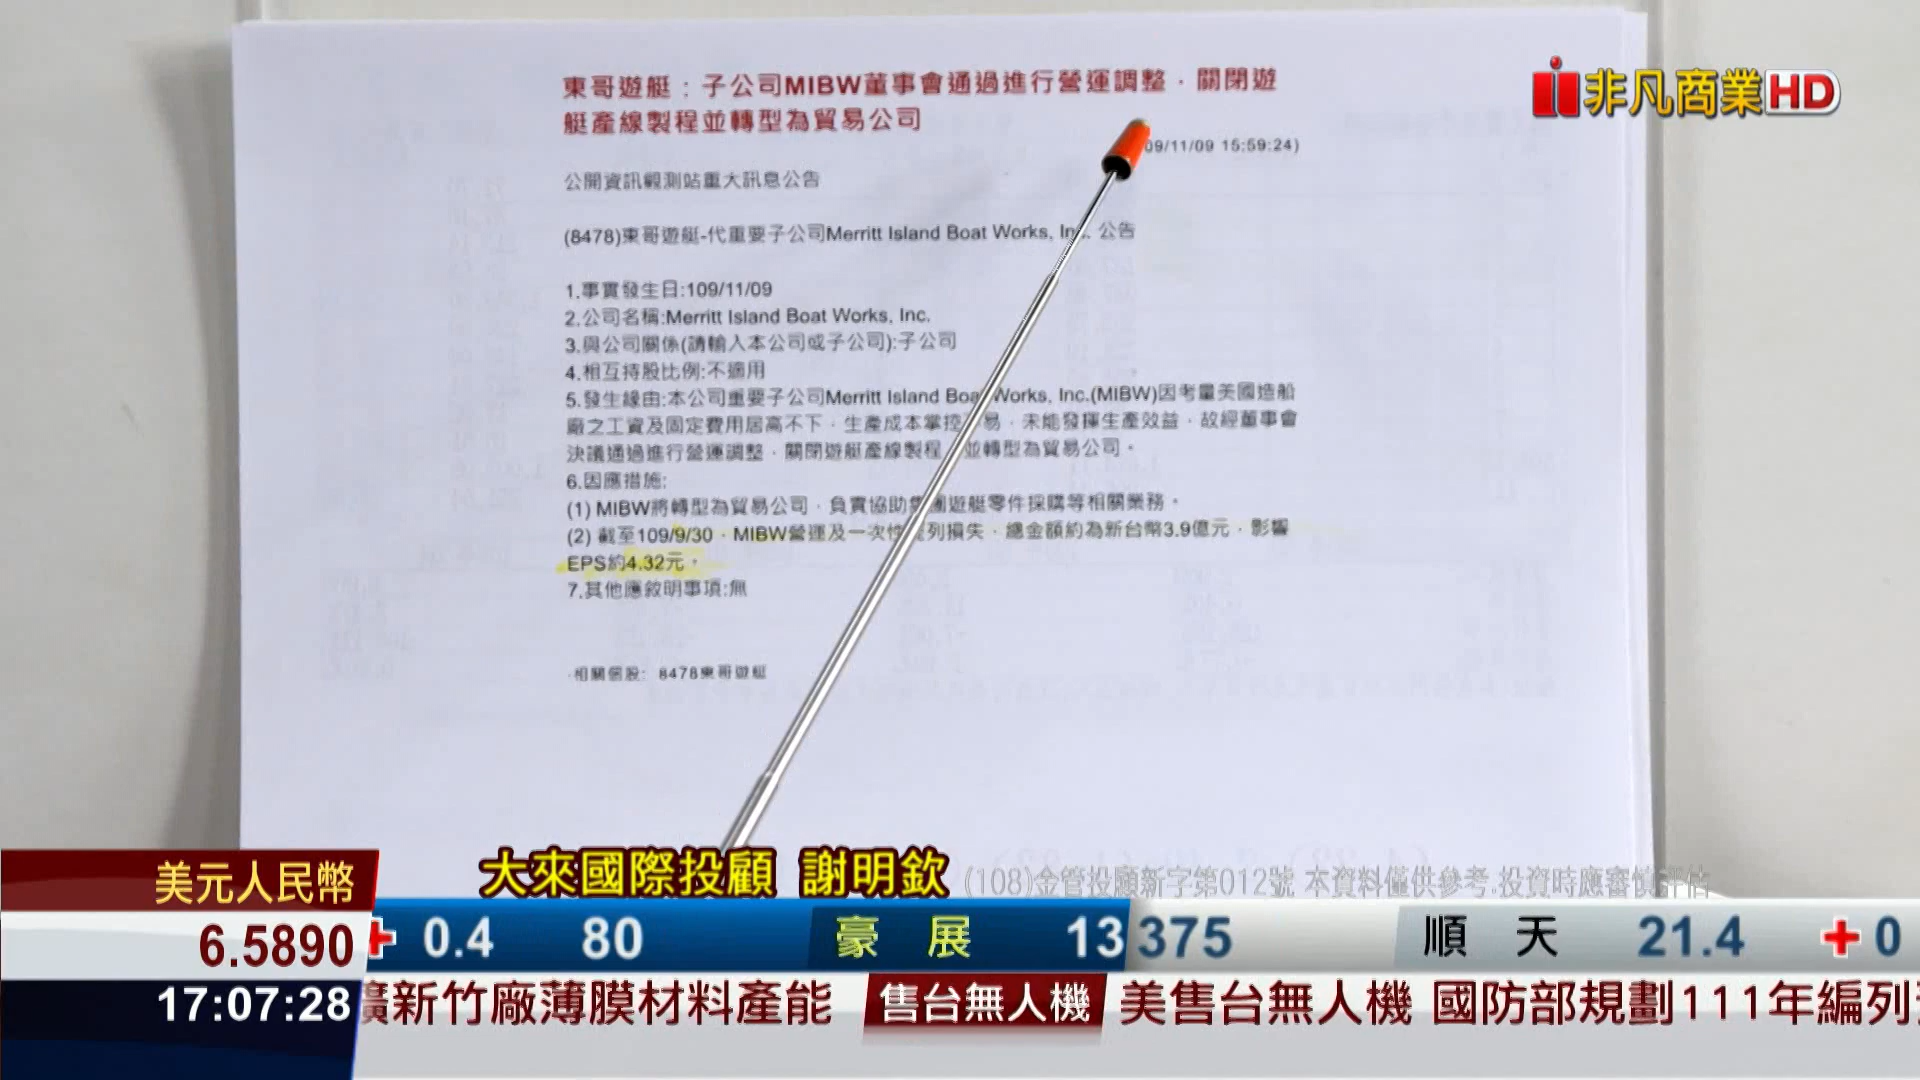 東哥遊艇：子公司MIBW董事會通過進行營運調整，關閉遊
艇產線製程並轉型為貿易公司
09/11/09 15:59:24)
公開資訊觀測站重大訊息公告
(8478)東哥遊艇-代重要子公司Merritt Island Boat Works, In . 公告
1.事實發生日:109/11/09
2.公司名稱:Merritt Island Boat Works, Inc.
3.與公司關係(請輸入本公司或子公司):子公司
4.相互持股比例:不適用
5.發生緣由:本公司重要子公司Merritt Island Boat Works, Inc.(MIBW)因考量美國造船
廠之工資及固定費用居高不下，生產成本掌控 易，未能發揮生產效益，故經董事會
決議通過進行營運調整，關閉遊艇產線製程 並轉型為貿易公司。
6.因應措施:
(1) MIBW將轉型為貿易公司，負責協助集團遊艇零件採購等相關業務。
(2) 截至109/9/30，MIBW營運及一次性 列損失，總金額約為新台幣3.9億元，影響
EPS約4.32元。
7.其他應敘明事項:無
·相關個股: 8478東哥遊艇
非凡商業HD
大來國際投顧 謝明欽
(108)金管投顧新字第012號 本資料僅供參考.投資時應審慎評估
美元人民幣
6.5890
17:07:28
+ 0.4 80 豪展 13 375 順天 21.4 + 0
廣新竹廠薄膜材料產能 售台無人機 美售台無人機 國防部規劃111年編列